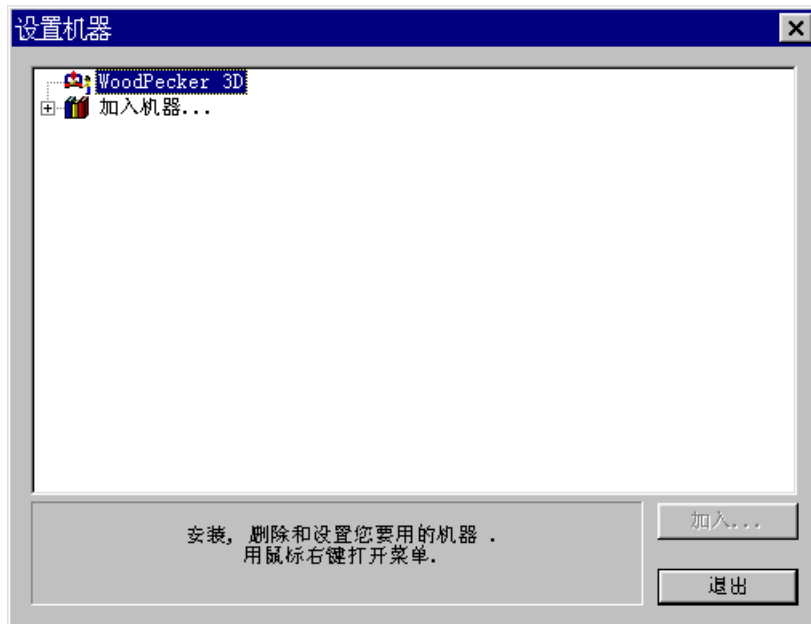 设置机器
WoodPecker 3D
加入机器...
安装, 删除和设置您要用的机器 .
用鼠标右键打开菜单.
加入...
退出